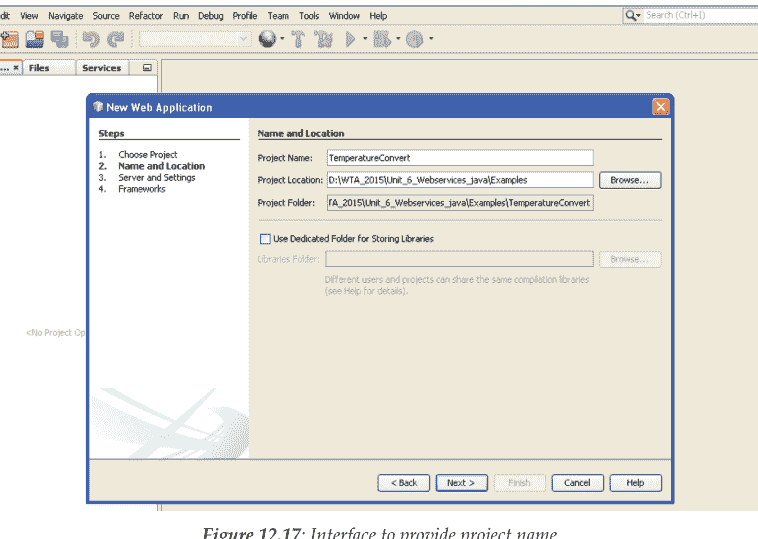 dit View Navigate Source Refactor Run Debug Profile Team Tools Window Help
Search (Ctrl+I)
... × Files Services
New Web Application
Steps
1. Choose Project
2. Name and Location
3. Server and Settings
4. Frameworks
Name and Location
Project Name: TemperatureConvert
Project Location: D:\WTA_2015\Unit_6_Webservices_java\Examples Browse...
Project Folder: TA_2015\Unit_6_Webservices_java\Examples\TemperatureConvert
Use Dedicated Folder for Storing Libraries
Libraries Folder: Browse...
Different users and projects can share the same compilation libraries
(see Help for details).
<No Project Op
< Back Next > Finish Cancel Help
Figure 12.17: Interface to provide project name